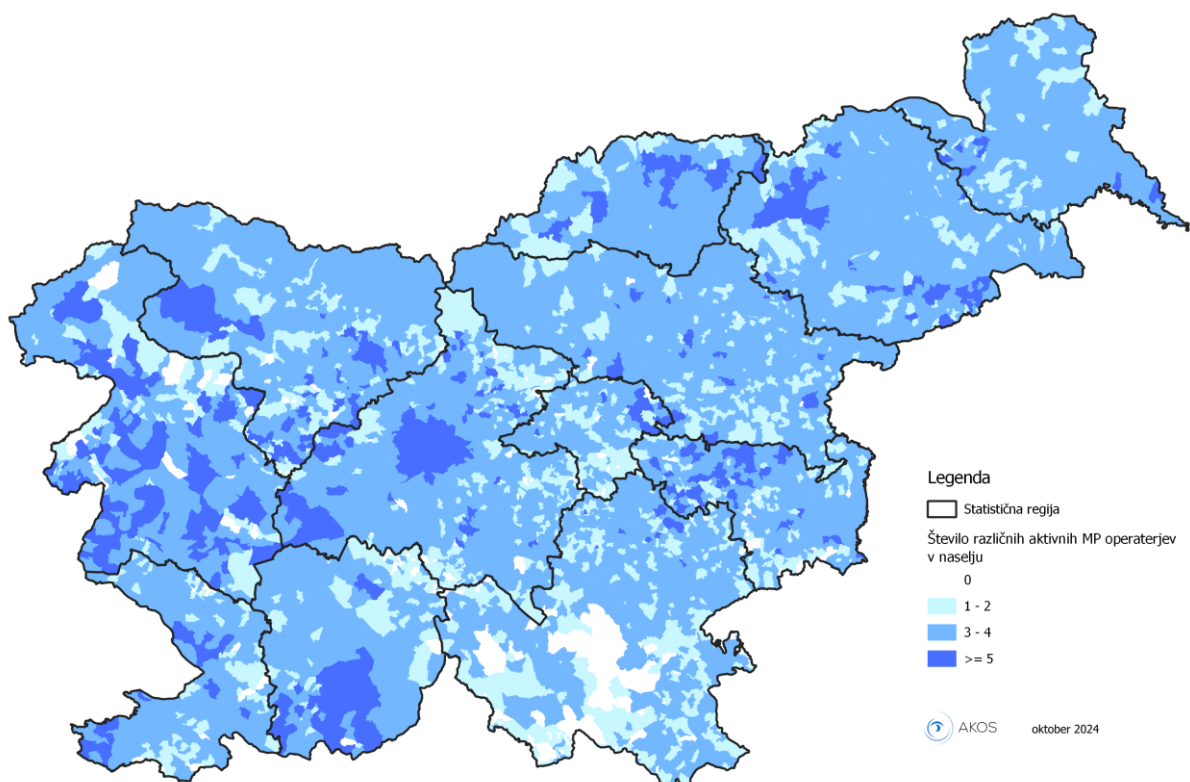 Legenda
Statistična regija
Število različnih aktivnih MP operaterjev
v naselju
0
1 - 2
3 - 4
>= 5
AKOS oktober 2024